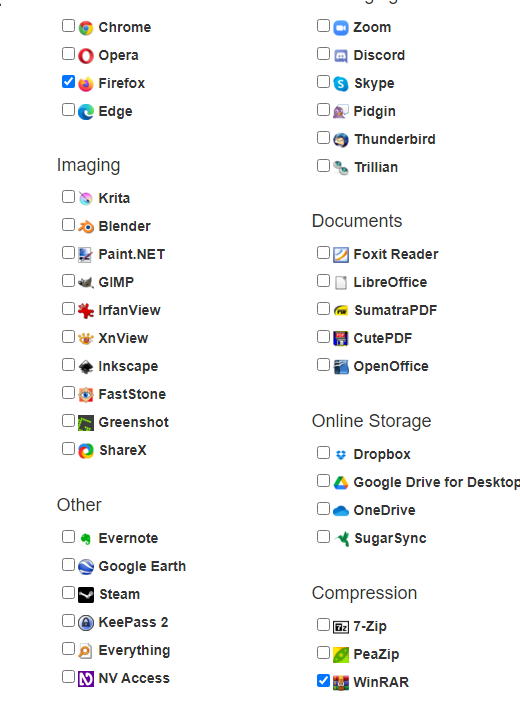 Chrome
Opera
Firefox
Edge
Imaging
Krita
Blender
Paint.NET
GIMP
IrfanView
XnView
Inkscape
FastStone
Greenshot
ShareX
Other
Evernote
Google Earth
Steam
KeePass 2
Everything
NV Access
Zoom
Discord
Skype
Pidgin
Thunderbird
Trillian
Documents
Foxit Reader
LibreOffice
SumatraPDF
CutePDF
OpenOffice
Online Storage
Dropbox
Google Drive for Desktop
OneDrive
SugarSync
Compression
7-Zip
PeaZip
WinRAR